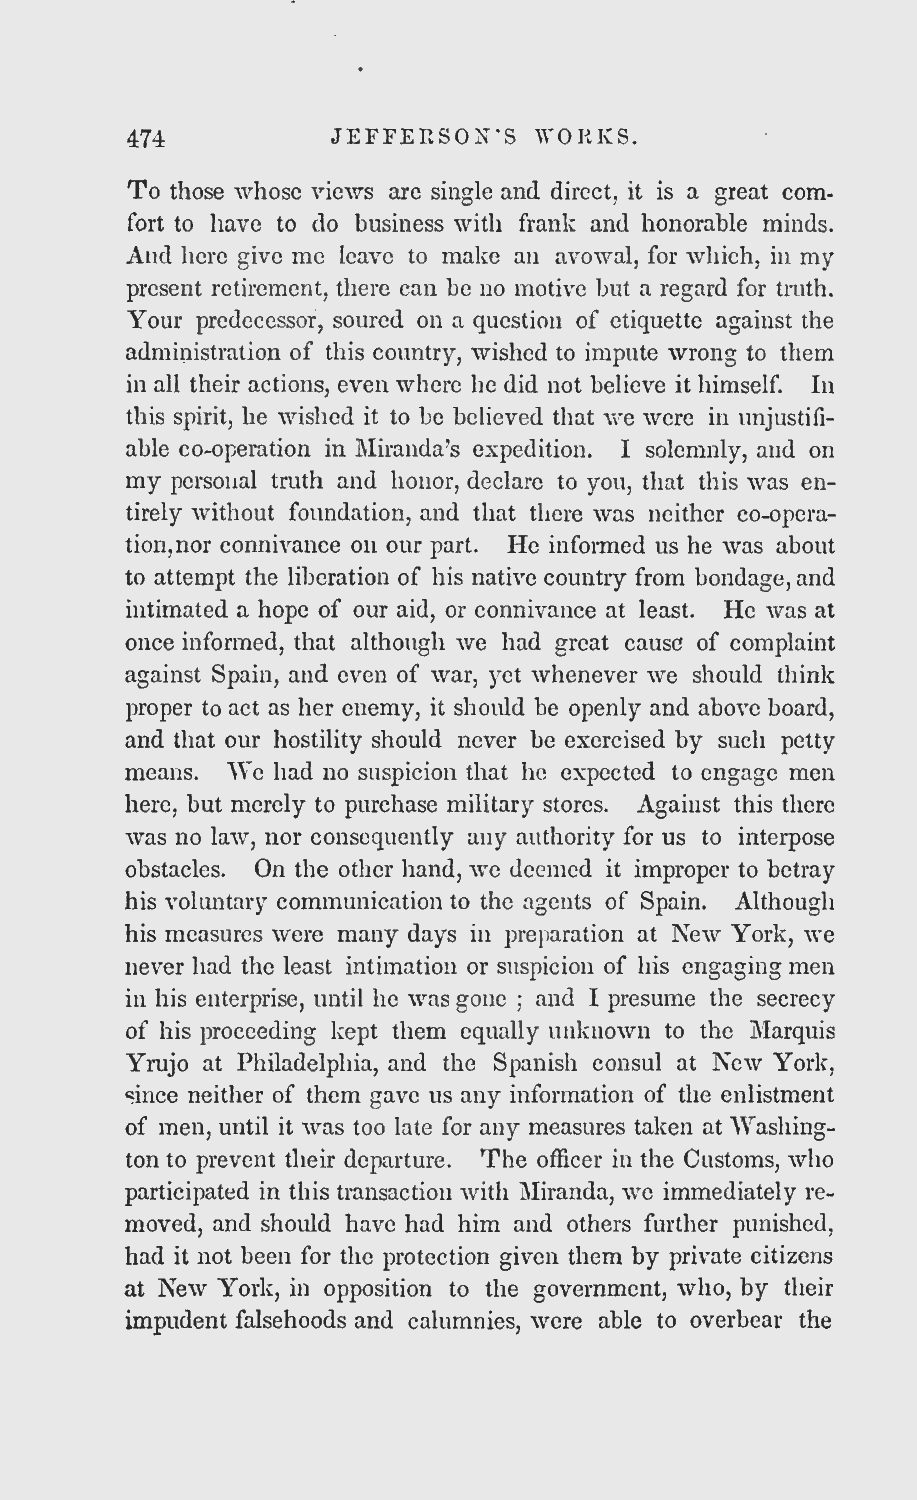 474 JEFFERSON'S WORKS.
To those whose views are single and direct, it is a great com-
fort to have to do business with frank and honorable minds.
And here give me leave to make an avowal, for which, in my
present retirement, there can be no motive but a regard for truth.
Your predecessor, soured on a question of etiquette against the
administration of this country, wished to impute wrong to them
in all their actions, even where he did not believe it himself. In
this spirit, he wished it to be believed that we were in unjustifi-
able co-operation in Miranda's expedition. I solemnly, and on
my personal truth and honor, declare to you, that this was en-
tirely without foundation, and that there was neither co-opera-
tion, nor connivance on our part. He informed us he was about
to attempt the liberation of his native country from bondage, and
intimated a hope of our aid, or connivance at least. He was at
once informed, that although we had great cause of complaint
against Spain, and even of war, yet whenever we should think
proper to act as her enemy, it should be openly and above board,
and that our hostility should never be exercised by such petty
means. We had no suspicion that he expected to engage men
here, but merely to purchase military stores. Against this there
was no law, nor consequently any authority for us to interpose
obstacles. On the other hand, we deemed it improper to betray
his voluntary communication to the agents of Spain. Although
his measures were many days in preparation at New York, we
never had the least intimation or suspicion of his engaging men
in his enterprise, until he was gone ; and I presume the secrecy
of his proceeding kept them equally unknown to the Marquis
Yrujo at Philadelphia, and the Spanish consul at New York,
since neither of them gave us any information of the enlistment
of men, until it was too late for any measures taken at Washing-
ton to prevent their departure. The officer in the Customs, who
participated in this transaction with Miranda, we immediately re-
moved, and should have had him and others further punished,
had it not been for the protection given them by private citizens
at New York, in opposition to the government, who, by their
impudent falsehoods and calumnies, were able to overbear the